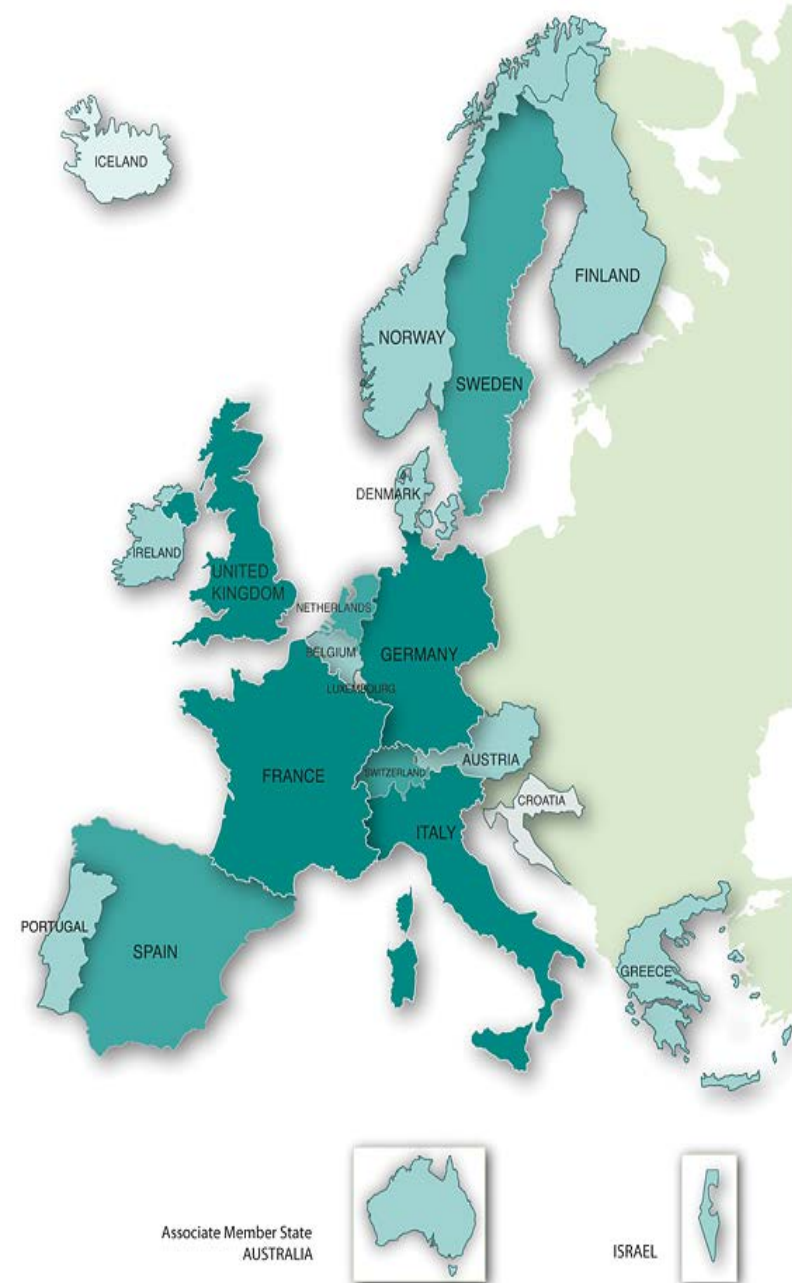 ICELAND
FINLAND
NORWAY
SWEDEN
DENMARK
IRELAND
UNITED
KINGDOM
NETHERLANDS
BELGIUM
GERMANY
LUXEMBOURG
AUSTRIA
SWITZERLAND
FRANCE
CROATIA
ITALY
PORTUGAL
SPAIN
GREECE
Associate Member State
AUSTRALIA
ISRAEL